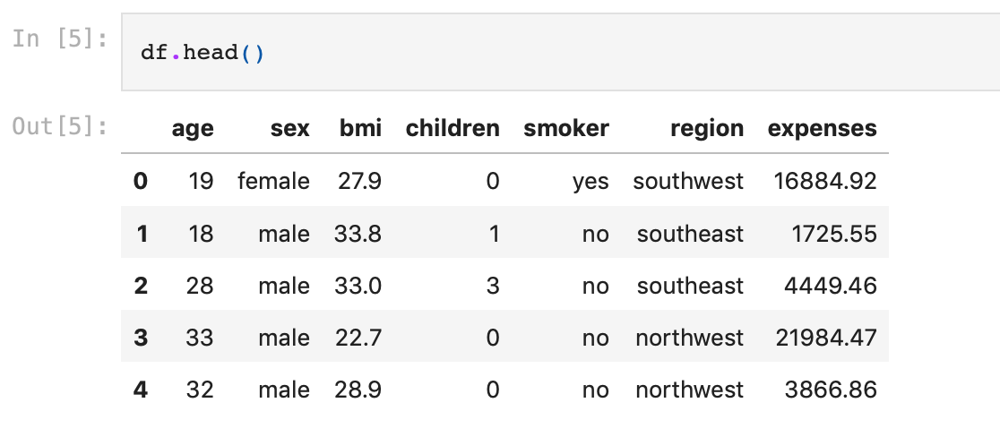 In [5]: df.head()
Out[5]: age sex bmi children smoker region expenses
0 19 female 27.9 0 yes southwest 16884.92
1 18 male 33.8 1 no southeast 1725.55
2 28 male 33.0 3 no southeast 4449.46
3 33 male 22.7 0 no northwest 21984.47
4 32 male 28.9 0 no northwest 3866.86